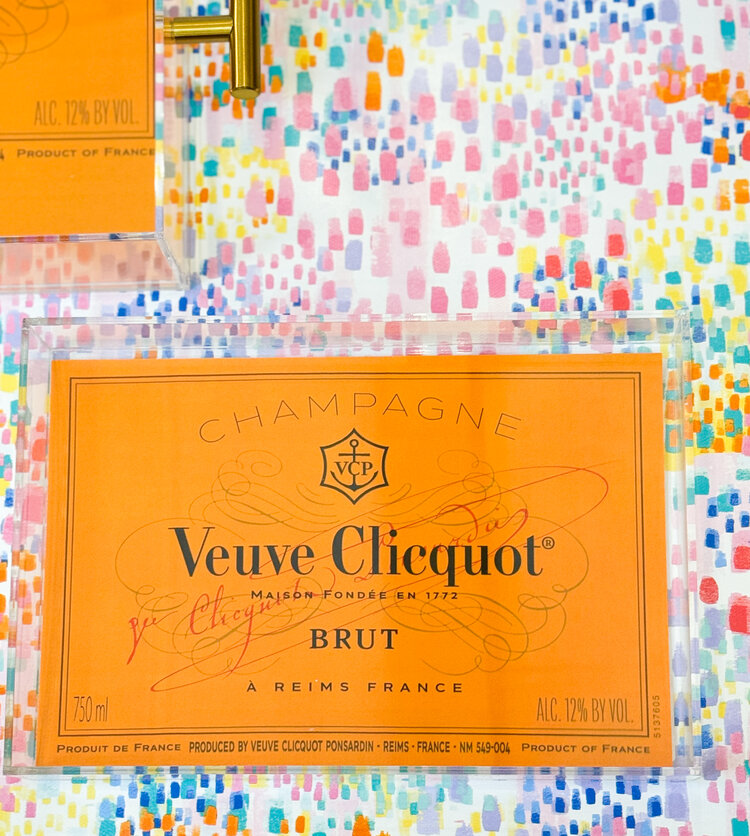 ALC. 12% BY VOL.
4 PRODUCT OF FRANCE
CHAMPAGNE
VCP
VEUVE CLICQUOT®
MAISON FONDÉE EN 1772
BRUT
À REIMS FRANCE
750 ml
ALC. 12% BY VOL.
5137605
PRODUIT DE FRANCE PRODUCED BY VEUVE CLICQUOT PONSARDIN - REIMS - FRANCE - NM 549-004 PRODUCT OF FRANCE